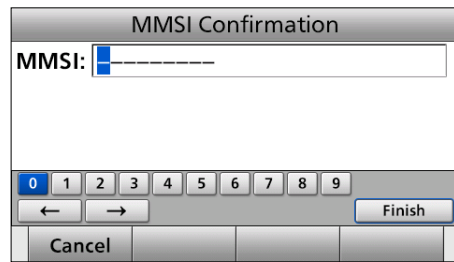 MMSI Confirmation
MMSI: ---------
0 1 2 3 4 5 6 7 8 9
← → Finish
Cancel